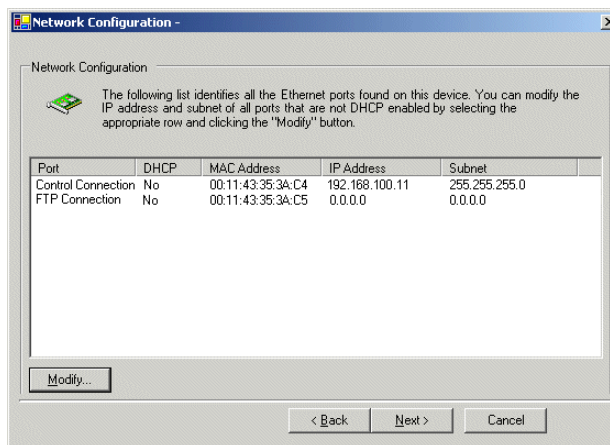 Network Configuration -
Network Configuration
The following list identifies all the Ethernet ports found on this device. You can modify the
IP address and subnet of all ports that are not DHCP enabled by selecting the
appropriate row and clicking the "Modify" button.
Port DHCP MAC Address IP Address Subnet
Control Connection No 00:11:43:35:3A:C4 192.168.100.11 255.255.255.0
FTP Connection No 00:11:43:35:3A:C5 0.0.0.0 0.0.0.0
Modify...
< Back Next > Cancel